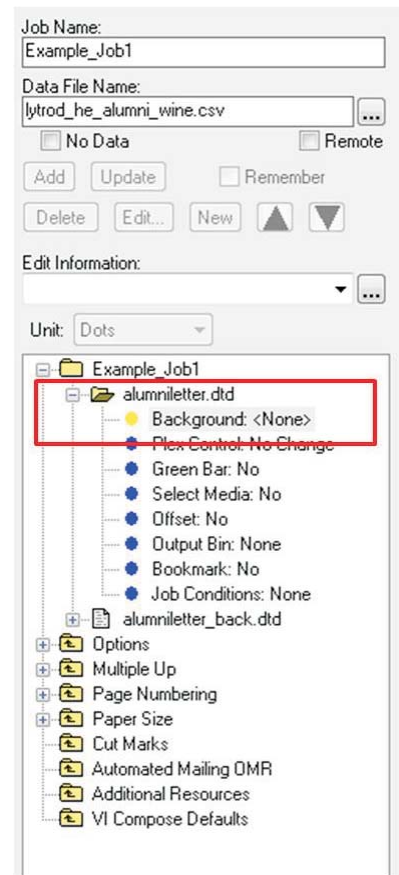 Job Name:
Example_Job1
Data File Name:
lytrod_he_alumni_wine.csv ...
No Data Remote
Add Update Remember
Delete Edit... New
Edit Information:
...
Unit: Dots
Example_Job1
alumniletter.dtd
Background: <None>
Plex Control: No Change
Green Bar: No
Select Media: No
Offset: No
Output Bin: None
Bookmark: No
Job Conditions: None
alumniletter_back.dtd
Options
Multiple Up
Page Numbering
Paper Size
Cut Marks
Automated Mailing OMR
Additional Resources
VI Compose Defaults